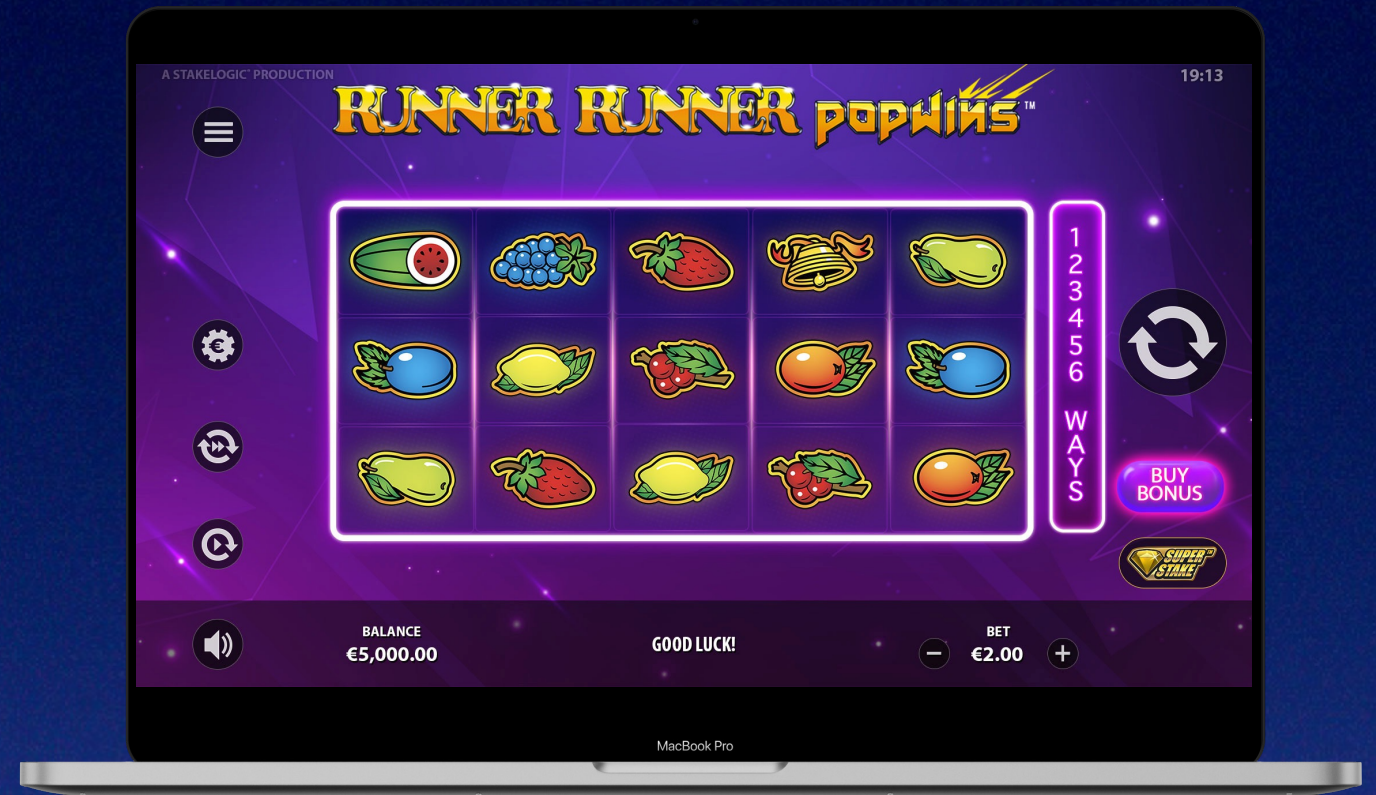 A STAKELOGIC® PRODUCTION
19:13
RUNNER RUNNER POPWINS™
1
2
3
4
5
6
WAYS
€
BUY
BONUS
SUPER™
STAKE
BALANCE
€5,000.00
GOOD LUCK!
BET
€2.00
MacBook Pro